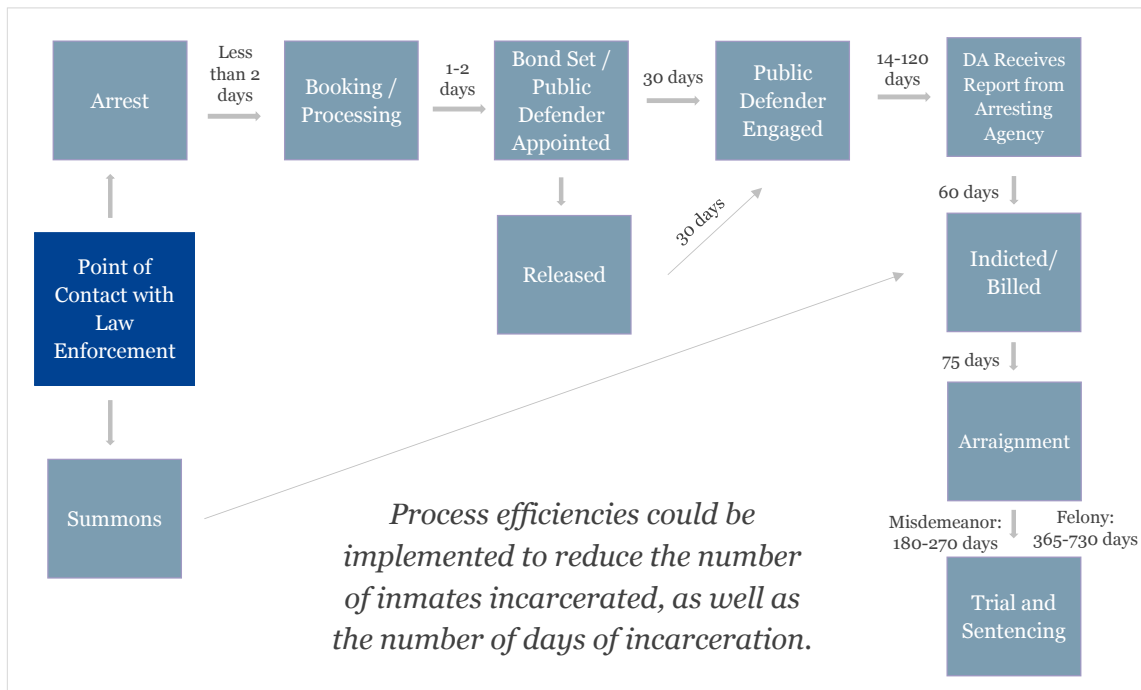 Arrest
Less
than 2
days
Booking /
Processing
1-2
days
Bond Set /
Public
Defender
Appointed
30 days
Public
Defender
Engaged
14-120
days
DA Receives
Report from
Arresting
Agency
60 days
Point of
Contact with
Law
Enforcement
Released
30 days
Indicted/
Billed
75 days
Arraignment
Summons
Process efficiencies could be
implemented to reduce the number
of inmates incarcerated, as well as
the number of days of incarceration.
Misdemeanor:
180-270 days
Felony:
365-730 days
Trial and
Sentencing